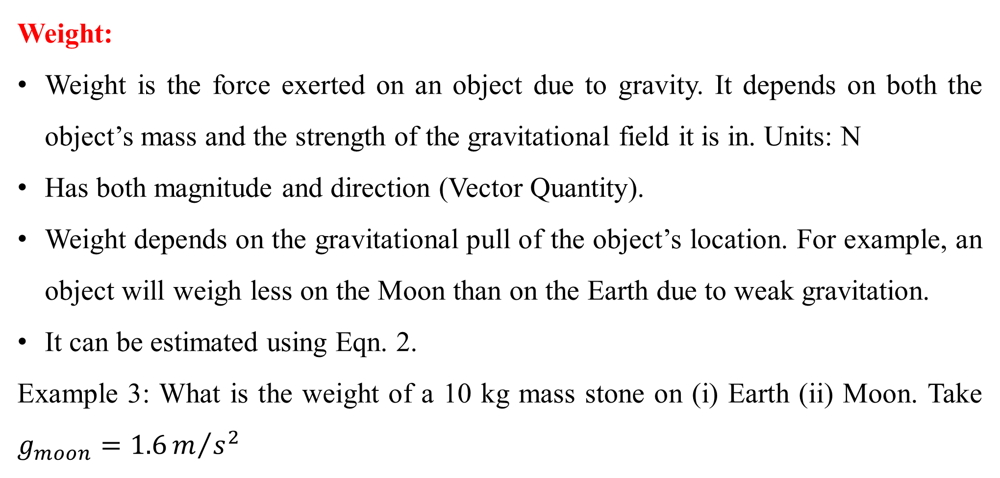 Weight:
• Weight is the force exerted on an object due to gravity. It depends on both the
object’s mass and the strength of the gravitational field it is in. Units: N
• Has both magnitude and direction (Vector Quantity).
• Weight depends on the gravitational pull of the object’s location. For example, an
object will weigh less on the Moon than on the Earth due to weak gravitation.
• It can be estimated using Eqn. 2.
Example 3: What is the weight of a 10 kg mass stone on (i) Earth (ii) Moon. Take
𝑔ₘₒₒₙ = 1.6 𝑚/𝑠²